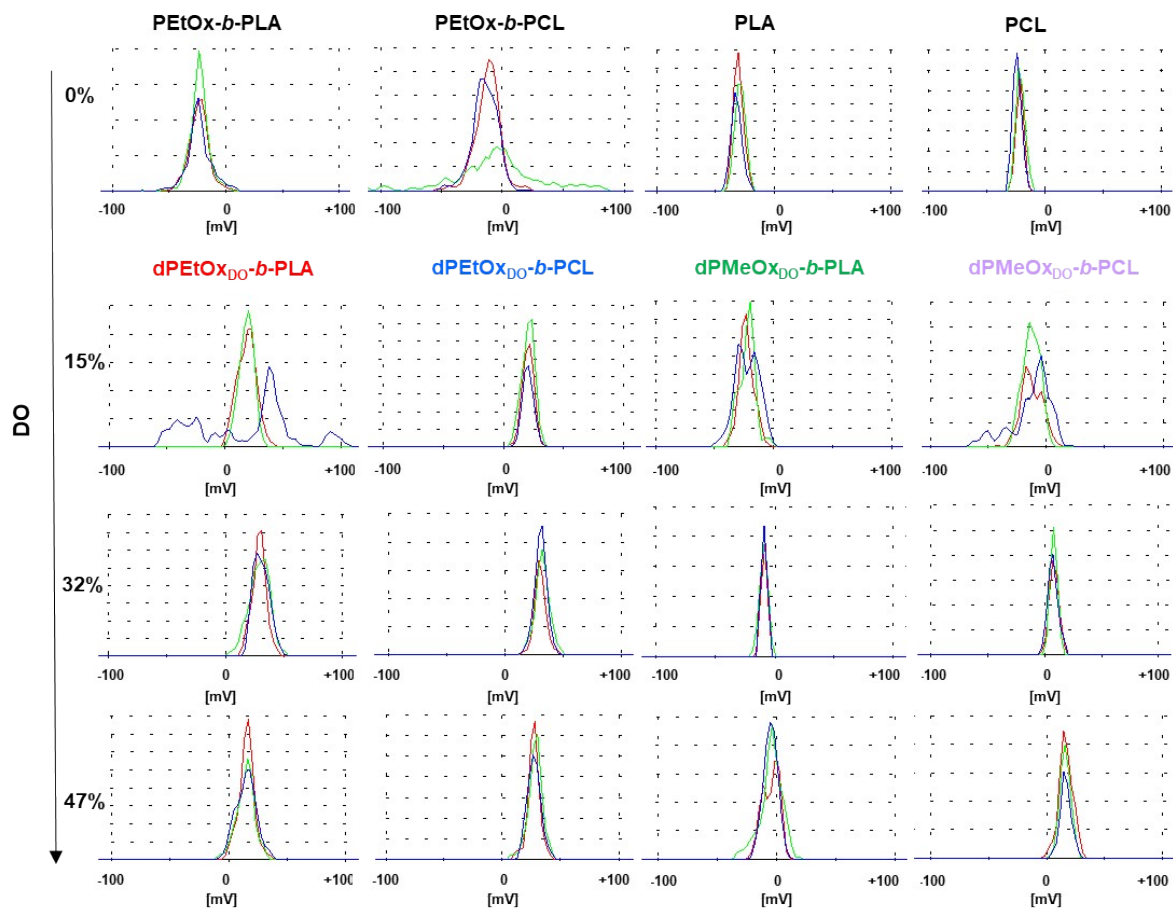 PEtOx-b-PLA PEtOx-b-PCL PLA PCL
0%
-100 0 +100 -100 0 +100 -100 0 +100 -100 0 +100
[mV] [mV] [mV] [mV]
dPEtOxDO-b-PLA dPEtOxDO-b-PCL dPMeOxDO-b-PLA dPMeOxDO-b-PCL
15%
-100 0 +100 -100 0 +100 -100 0 +100 -100 0 +100
[mV] [mV] [mV] [mV]
DO
32%
-100 0 +100 -100 0 +100 -100 0 +100 -100 0 +100
[mV] [mV] [mV] [mV]
47%
-100 0 +100 -100 0 +100 -100 0 +100 -100 0 +100
[mV] [mV] [mV] [mV]